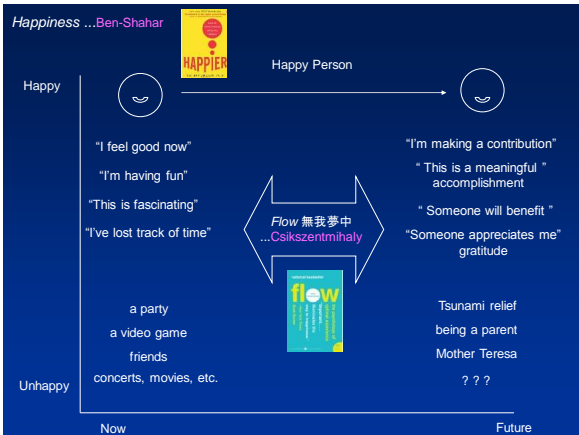 Happiness ...Ben-Shahar
HAPPIER
Happy Person
Happy
“I feel good now”
“I’m having fun”
“This is fascinating”
“I’ve lost track of time”
Flow 無我夢中
...Csikszentmihaly
flow
“I’m making a contribution”
“ This is a meaningful ”
accomplishment
“ Someone will benefit ”
“Someone appreciates me”
gratitude
a party
a video game
friends
concerts, movies, etc.
Tsunami relief
being a parent
Mother Teresa
? ? ?
Unhappy
Now
Future